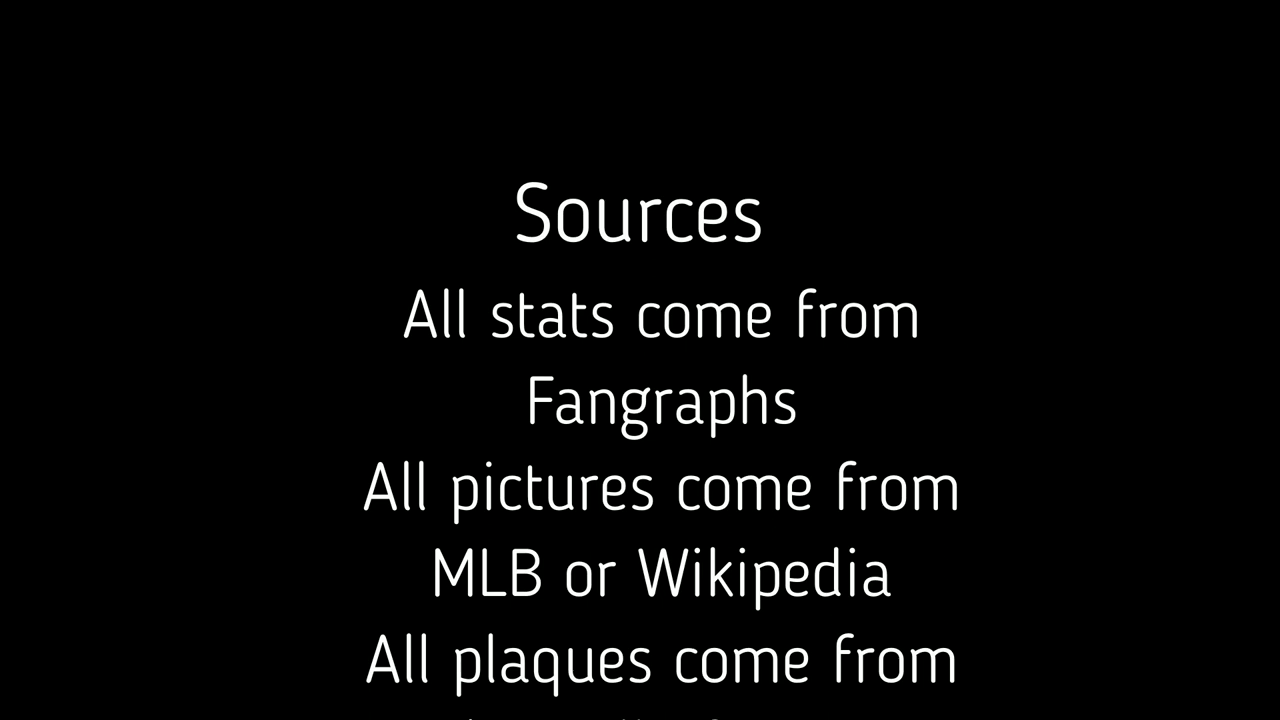 Sources
All stats come from
Fangraphs
All pictures come from
MLB or Wikipedia
All plaques come from